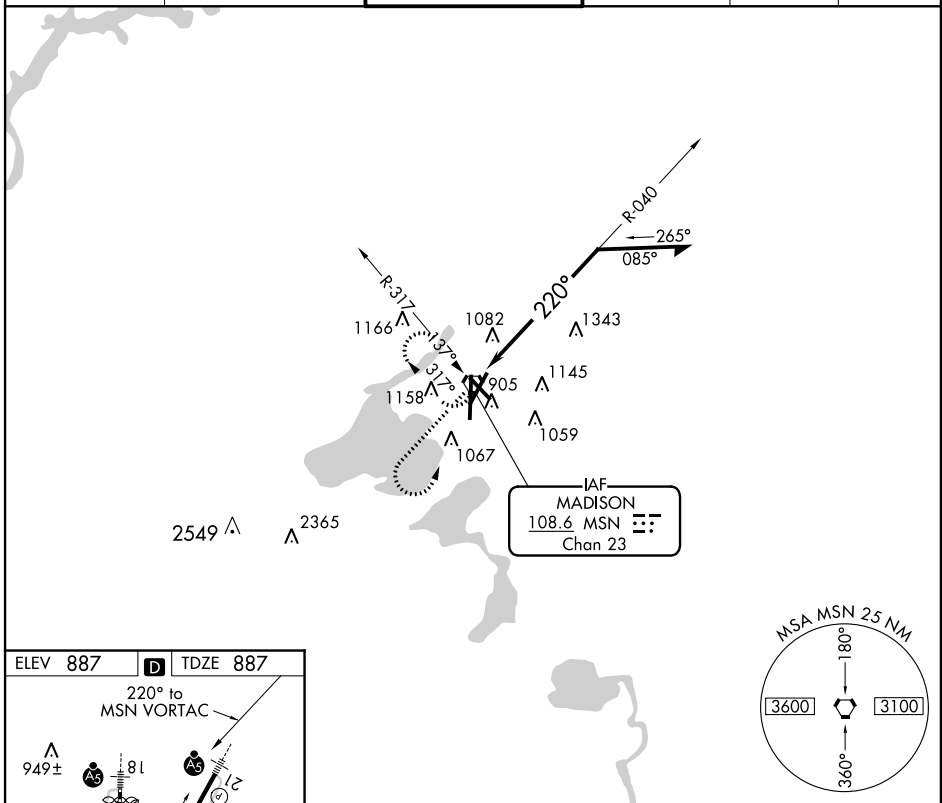 R-040
265°
085°
R-317
220°
1166
1082
1343
137°
317°
905
1145
1158
1059
1067
IAF
MADISON
108.6 MSN
Chan 23
2549
2365
MSA MSN 25 NM
180°
3600
3100
360°
ELEV 887 D TDZE 887
220° to
MSN VORTAC
949±
A5
18
A5
21
P